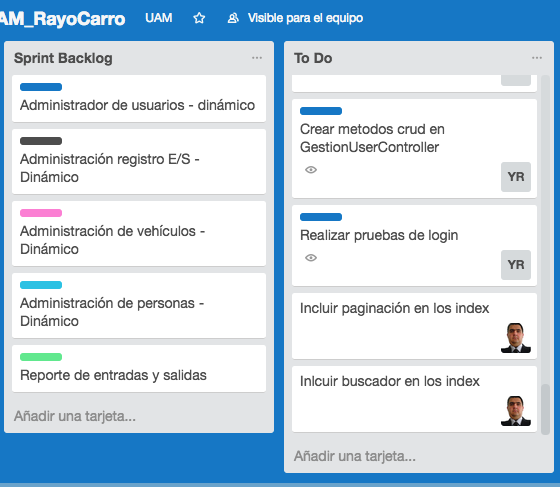 AM_RayoCarro UAM Visible para el equipo
Sprint Backlog ...
Administrador de usuarios - dinámico
Administración registro E/S -
Dinámico
Administración de vehículos -
Dinámico
Administración de personas -
Dinámico
Reporte de entradas y salidas
Añadir una tarjeta...
To Do ...
Crear metodos crud en
GestionUserController
YR
Realizar pruebas de login
YR
Incluir paginación en los index
Inlcuir buscador en los index
Añadir una tarjeta...